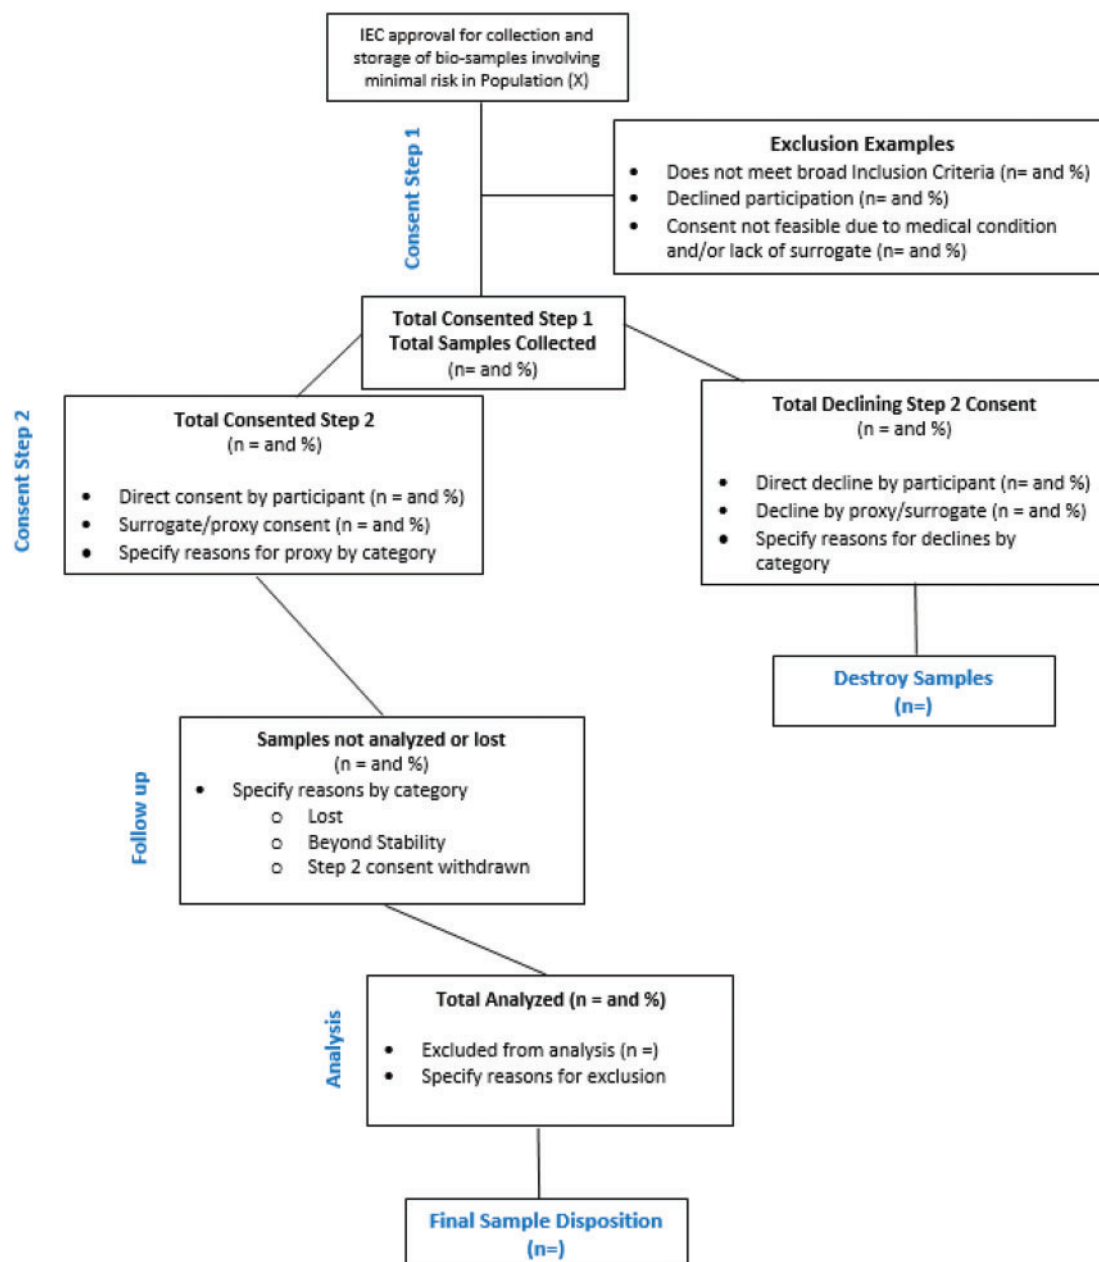 IEC approval for collection and
storage of bio-samples involving
minimal risk in Population (X)
Consent Step 1
Exclusion Examples
• Does not meet broad Inclusion Criteria (n= and %)
• Declined participation (n= and %)
• Consent not feasible due to medical condition
and/or lack of surrogate (n= and %)
Total Consented Step 1
Total Samples Collected
(n= and %)
Consent Step 2
Total Consented Step 2
(n = and %)
• Direct consent by participant (n = and %)
• Surrogate/proxy consent (n = and %)
• Specify reasons for proxy by category
Total Declining Step 2 Consent
(n = and %)
• Direct decline by participant (n= and %)
• Decline by proxy/surrogate (n = and %)
• Specify reasons for declines by
category
Destroy Samples
(n=)
Follow up
Samples not analyzed or lost
(n = and %)
• Specify reasons by category
o Lost
o Beyond Stability
o Step 2 consent withdrawn
Analysis
Total Analyzed (n = and %)
• Excluded from analysis (n =)
• Specify reasons for exclusion
Final Sample Disposition
(n=)